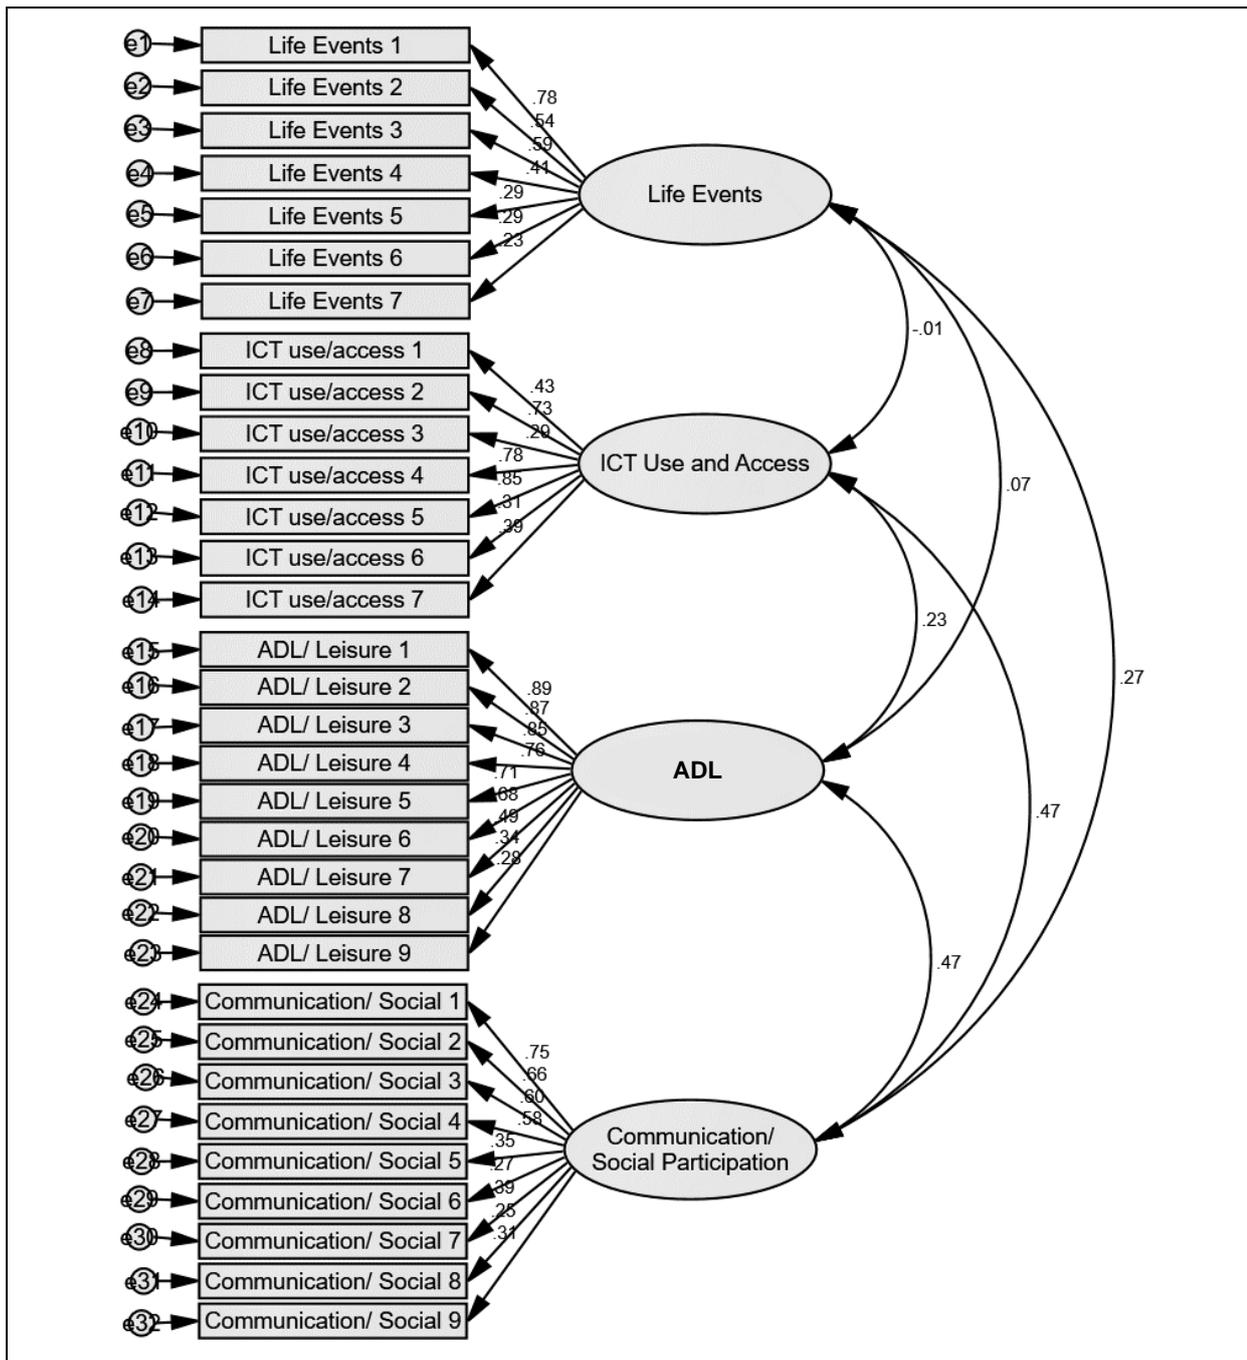 e1
Life Events 1
e2
Life Events 2
e3
Life Events 3
e4
Life Events 4
e5
Life Events 5
e6
Life Events 6
e7
Life Events 7
.78
.54
.59
.41
.29
.29
.23
Life Events
e8
ICT use/access 1
e9
ICT use/access 2
e10
ICT use/access 3
e11
ICT use/access 4
e12
ICT use/access 5
e13
ICT use/access 6
e14
ICT use/access 7
.43
.73
.29
.78
.85
.31
.39
ICT Use and Access
e15
ADL/ Leisure 1
e16
ADL/ Leisure 2
e17
ADL/ Leisure 3
e18
ADL/ Leisure 4
e19
ADL/ Leisure 5
e20
ADL/ Leisure 6
e21
ADL/ Leisure 7
e22
ADL/ Leisure 8
e23
ADL/ Leisure 9
.89
.87
.85
.76
.71
.68
.49
.34
.28
ADL
e24
Communication/ Social 1
e25
Communication/ Social 2
e26
Communication/ Social 3
e27
Communication/ Social 4
e28
Communication/ Social 5
e29
Communication/ Social 6
e30
Communication/ Social 7
e31
Communication/ Social 8
e32
Communication/ Social 9
.75
.66
.60
.58
.35
.27
.39
.25
.31
Communication/
Social Participation
-.01
.07
.23
.27
.47
.47